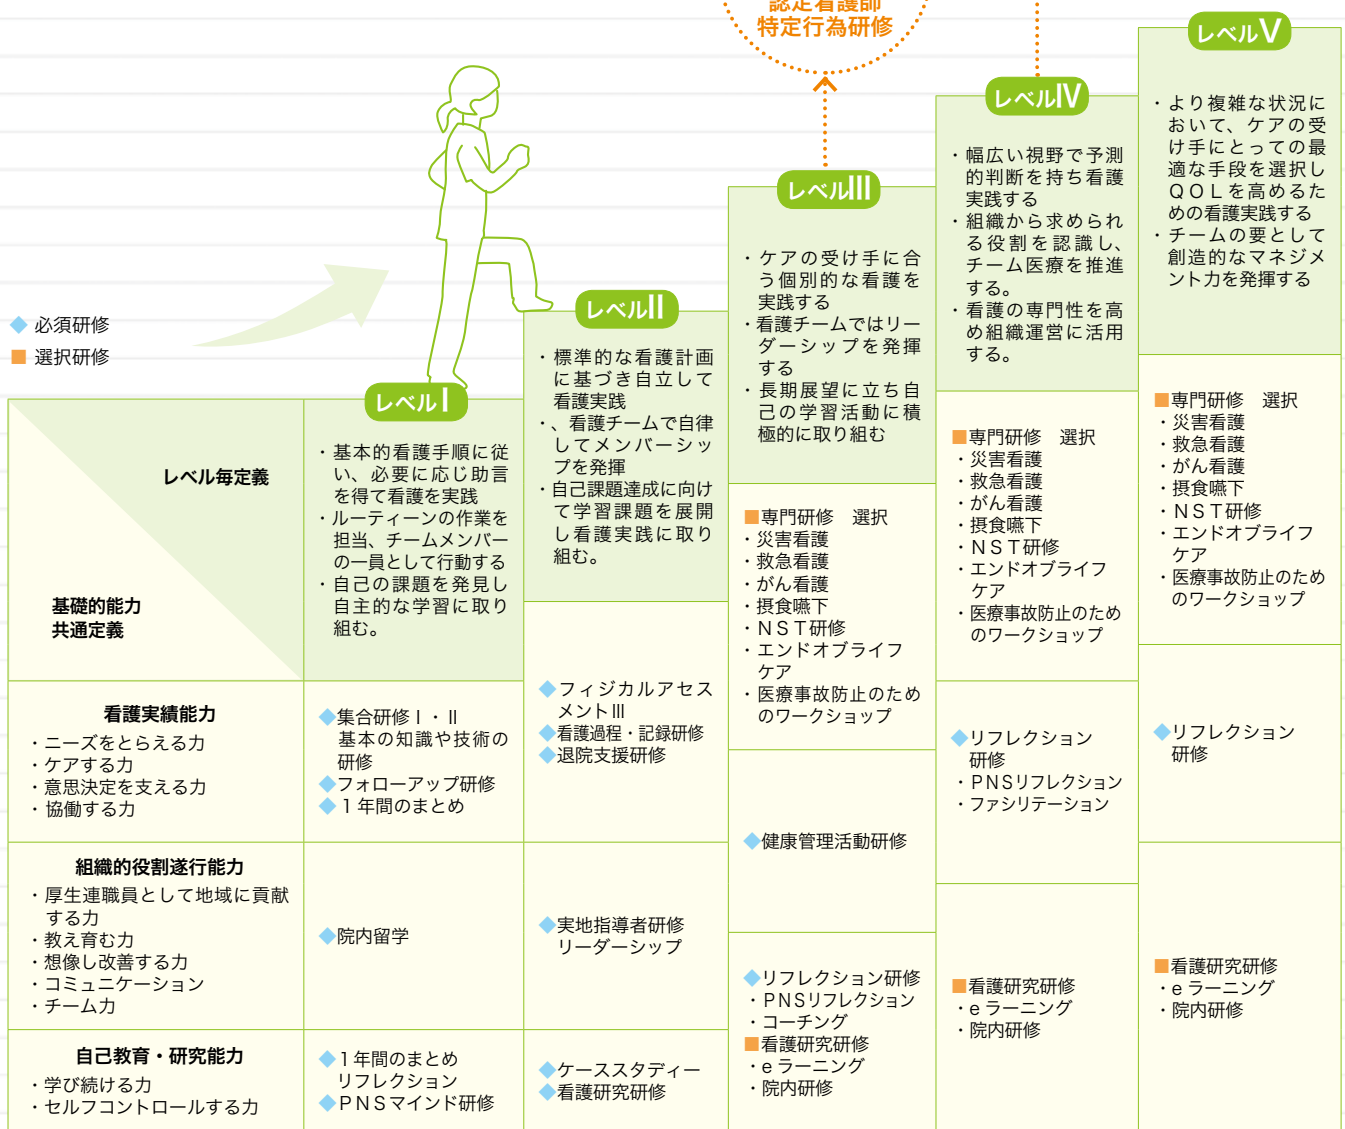 認定看護師
特定行為研修
◆ 必須研修
■ 選択研修
レベル毎定義
基礎的能力
共通定義
看護実績能力
・ニーズをとらえる力
・ケアする力
・意思決定を支える力
・協働する力
組織的役割遂行能力
・厚生連職員として地域に貢献
する力
・教え育む力
・想像し改善する力
・コミュニケーション
・チーム力
自己教育・研究能力
・学び続ける力
・セルフコントロールする力
レベルⅠ
・基本的看護手順に従
い、必要に応じ助言
を得て看護を実践
・ルーティーンの作業を
担当、チームメンバー
の一員として行動する
・自己の課題を発見し
自主的な学習に取り
組む。
◆集合研修Ⅰ・Ⅱ
基本の知識や技術の
研修
◆フォローアップ研修
◆１年間のまとめ
◆院内留学
◆１年間のまとめ
リフレクション
◆ＰＮＳマインド研修
レベルⅡ
・標準的な看護計画
に基づき自立して
看護実践
・、看護チームで自律
してメンバーシッ
プを発揮
・自己課題達成に向け
て学習課題を展開
し看護実践に取り
組む。
◆フィジカルアセス
メントⅢ
◆看護過程・記録研修
◆退院支援研修
◆実地指導者研修
リーダーシップ
◆ケーススタディー
◆看護研究研修
レベルⅢ
・ケアの受け手に合
う個別的な看護を
実践する
・看護チームではリー
ダーシップを発揮
する
・長期展望に立ち自
己の学習活動に積
極的に取り組む
■専門研修　選択
・災害看護
・救急看護
・がん看護
・摂食嚥下
・ＮＳＴ研修
・エンドオブライフ
ケア
・医療事故防止のため
のワークショップ
◆健康管理活動研修
◆リフレクション研修
・ＰＮＳリフレクション
・コーチング
■看護研究研修
・e ラーニング
・院内研修
レベルⅣ
・幅広い視野で予測
的判断を持ち看護
実践する
・組織から求められ
る役割を認識し、
チーム医療を推進
する。
・看護の専門性を高
め組織運営に活用
する。
■専門研修　選択
・災害看護
・救急看護
・がん看護
・摂食嚥下
・ＮＳＴ研修
・エンドオブライフ
ケア
・医療事故防止のため
のワークショップ
◆リフレクション
研修
・ＰＮＳリフレクション
・ファシリテーション
■看護研究研修
・e ラーニング
・院内研修
レベルⅤ
・より複雑な状況に
おいて、ケアの受
け手にとっての最
適な手段を選択し
ＱＯＬを高めるた
めの看護実践する
・チームの要として
創造的なマネジメ
ント力を発揮する
■専門研修　選択
・災害看護
・救急看護
・がん看護
・摂食嚥下
・ＮＳＴ研修
・エンドオブライフ
ケア
・医療事故防止のため
のワークショップ
◆リフレクション
研修
■看護研究研修
・e ラーニング
・院内研修